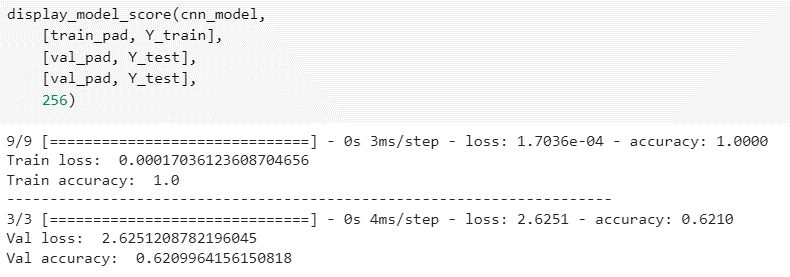 display_model_score(cnn_model,
    [train_pad, Y_train],
    [val_pad, Y_test],
    [val_pad, Y_test],
    256)
9/9 [==============================] - 0s 3ms/step - loss: 1.7036e-04 - accuracy: 1.0000
Train loss:  0.00017036123608704656
Train accuracy:  1.0
----------------------------------------------------------------------
3/3 [==============================] - 0s 4ms/step - loss: 2.6251 - accuracy: 0.6210
Val loss:  2.6251208782196045
Val accuracy:  0.6209964156150818